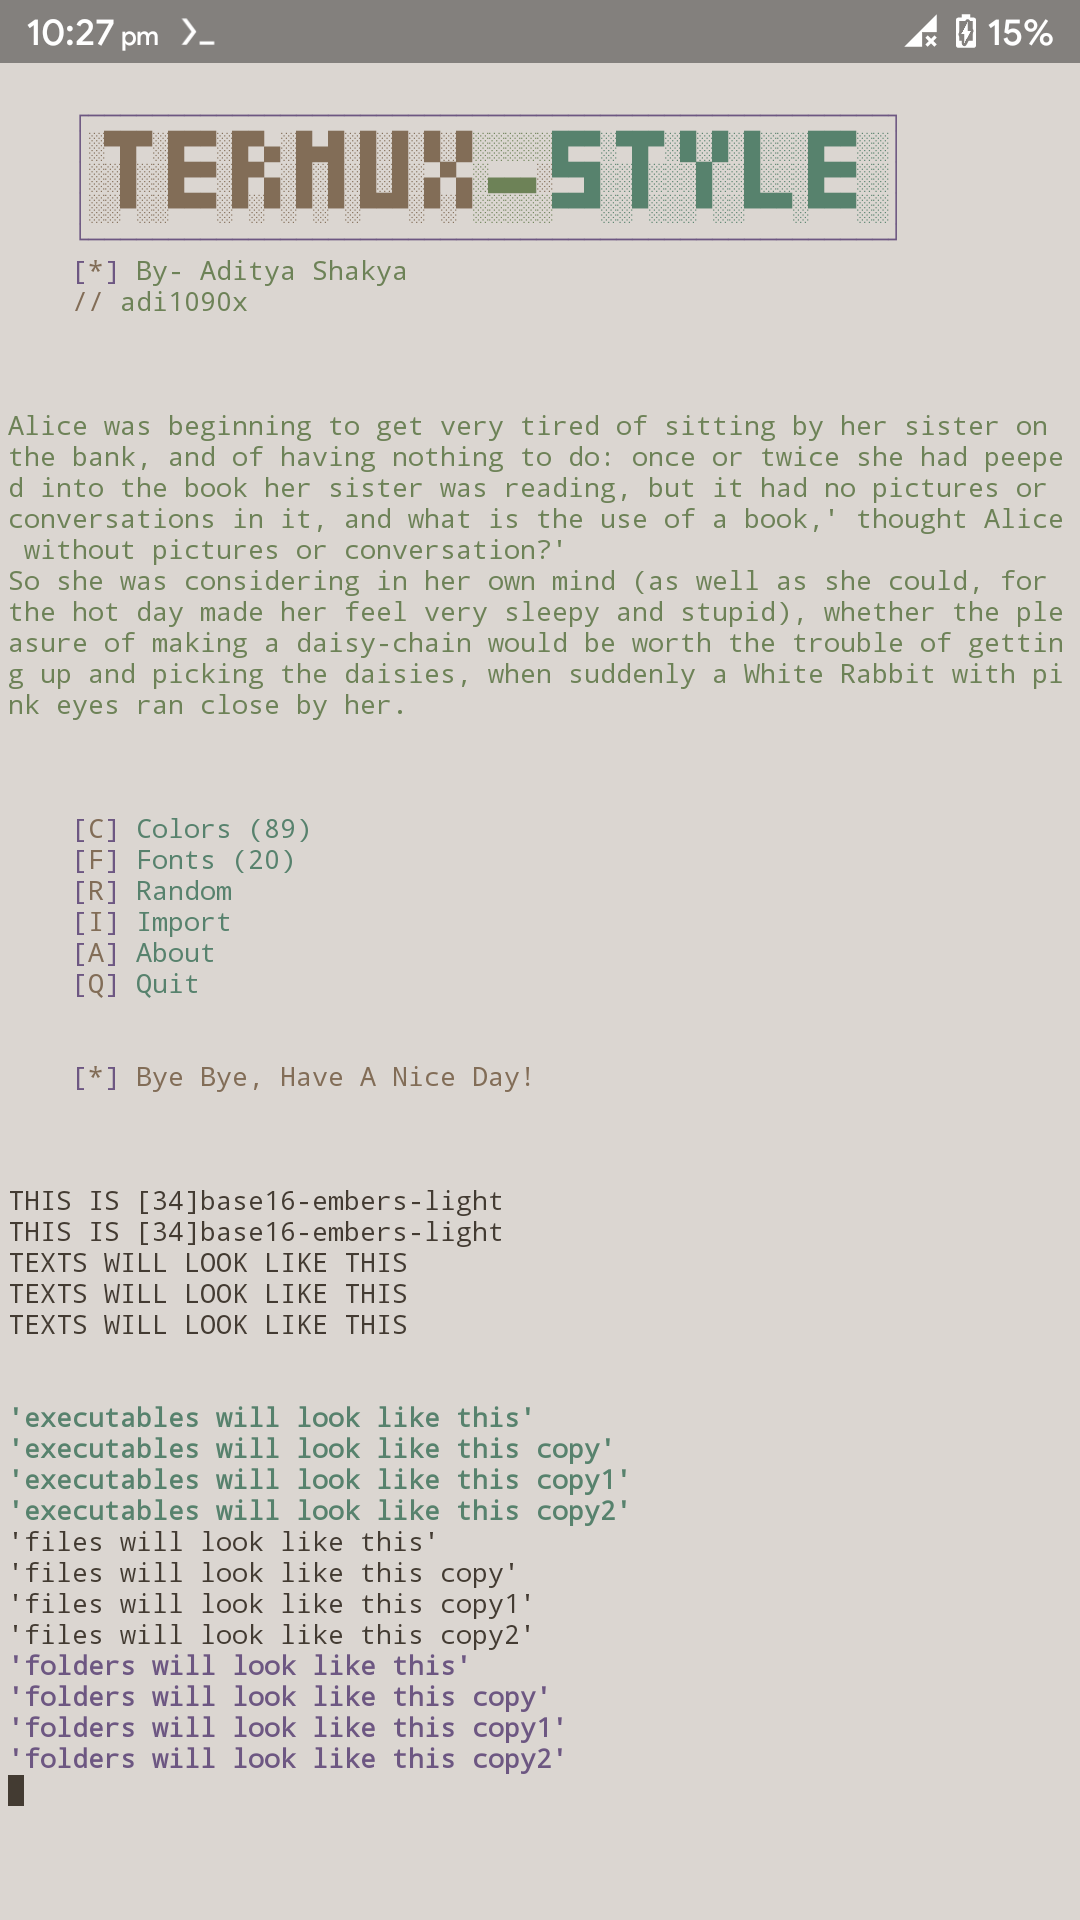 10:27 pm 15%
TERMUX-STYLE
[*] By- Aditya Shakya
// adi1090x
Alice was beginning to get very tired of sitting by her sister on
the bank, and of having nothing to do: once or twice she had peepe
d into the book her sister was reading, but it had no pictures or
conversations in it, and what is the use of a book,' thought Alice
without pictures or conversation?'
So she was considering in her own mind (as well as she could, for
the hot day made her feel very sleepy and stupid), whether the ple
asure of making a daisy-chain would be worth the trouble of gettin
g up and picking the daisies, when suddenly a White Rabbit with pi
nk eyes ran close by her.
[C] Colors (89)
[F] Fonts (20)
[R] Random
[I] Import
[A] About
[Q] Quit
[*] Bye Bye, Have A Nice Day!
THIS IS [34]base16-embers-light
THIS IS [34]base16-embers-light
TEXTS WILL LOOK LIKE THIS
TEXTS WILL LOOK LIKE THIS
TEXTS WILL LOOK LIKE THIS
'executables will look like this'
'executables will look like this copy'
'executables will look like this copy1'
'executables will look like this copy2'
'files will look like this'
'files will look like this copy'
'files will look like this copy1'
'files will look like this copy2'
'folders will look like this'
'folders will look like this copy'
'folders will look like this copy1'
'folders will look like this copy2'